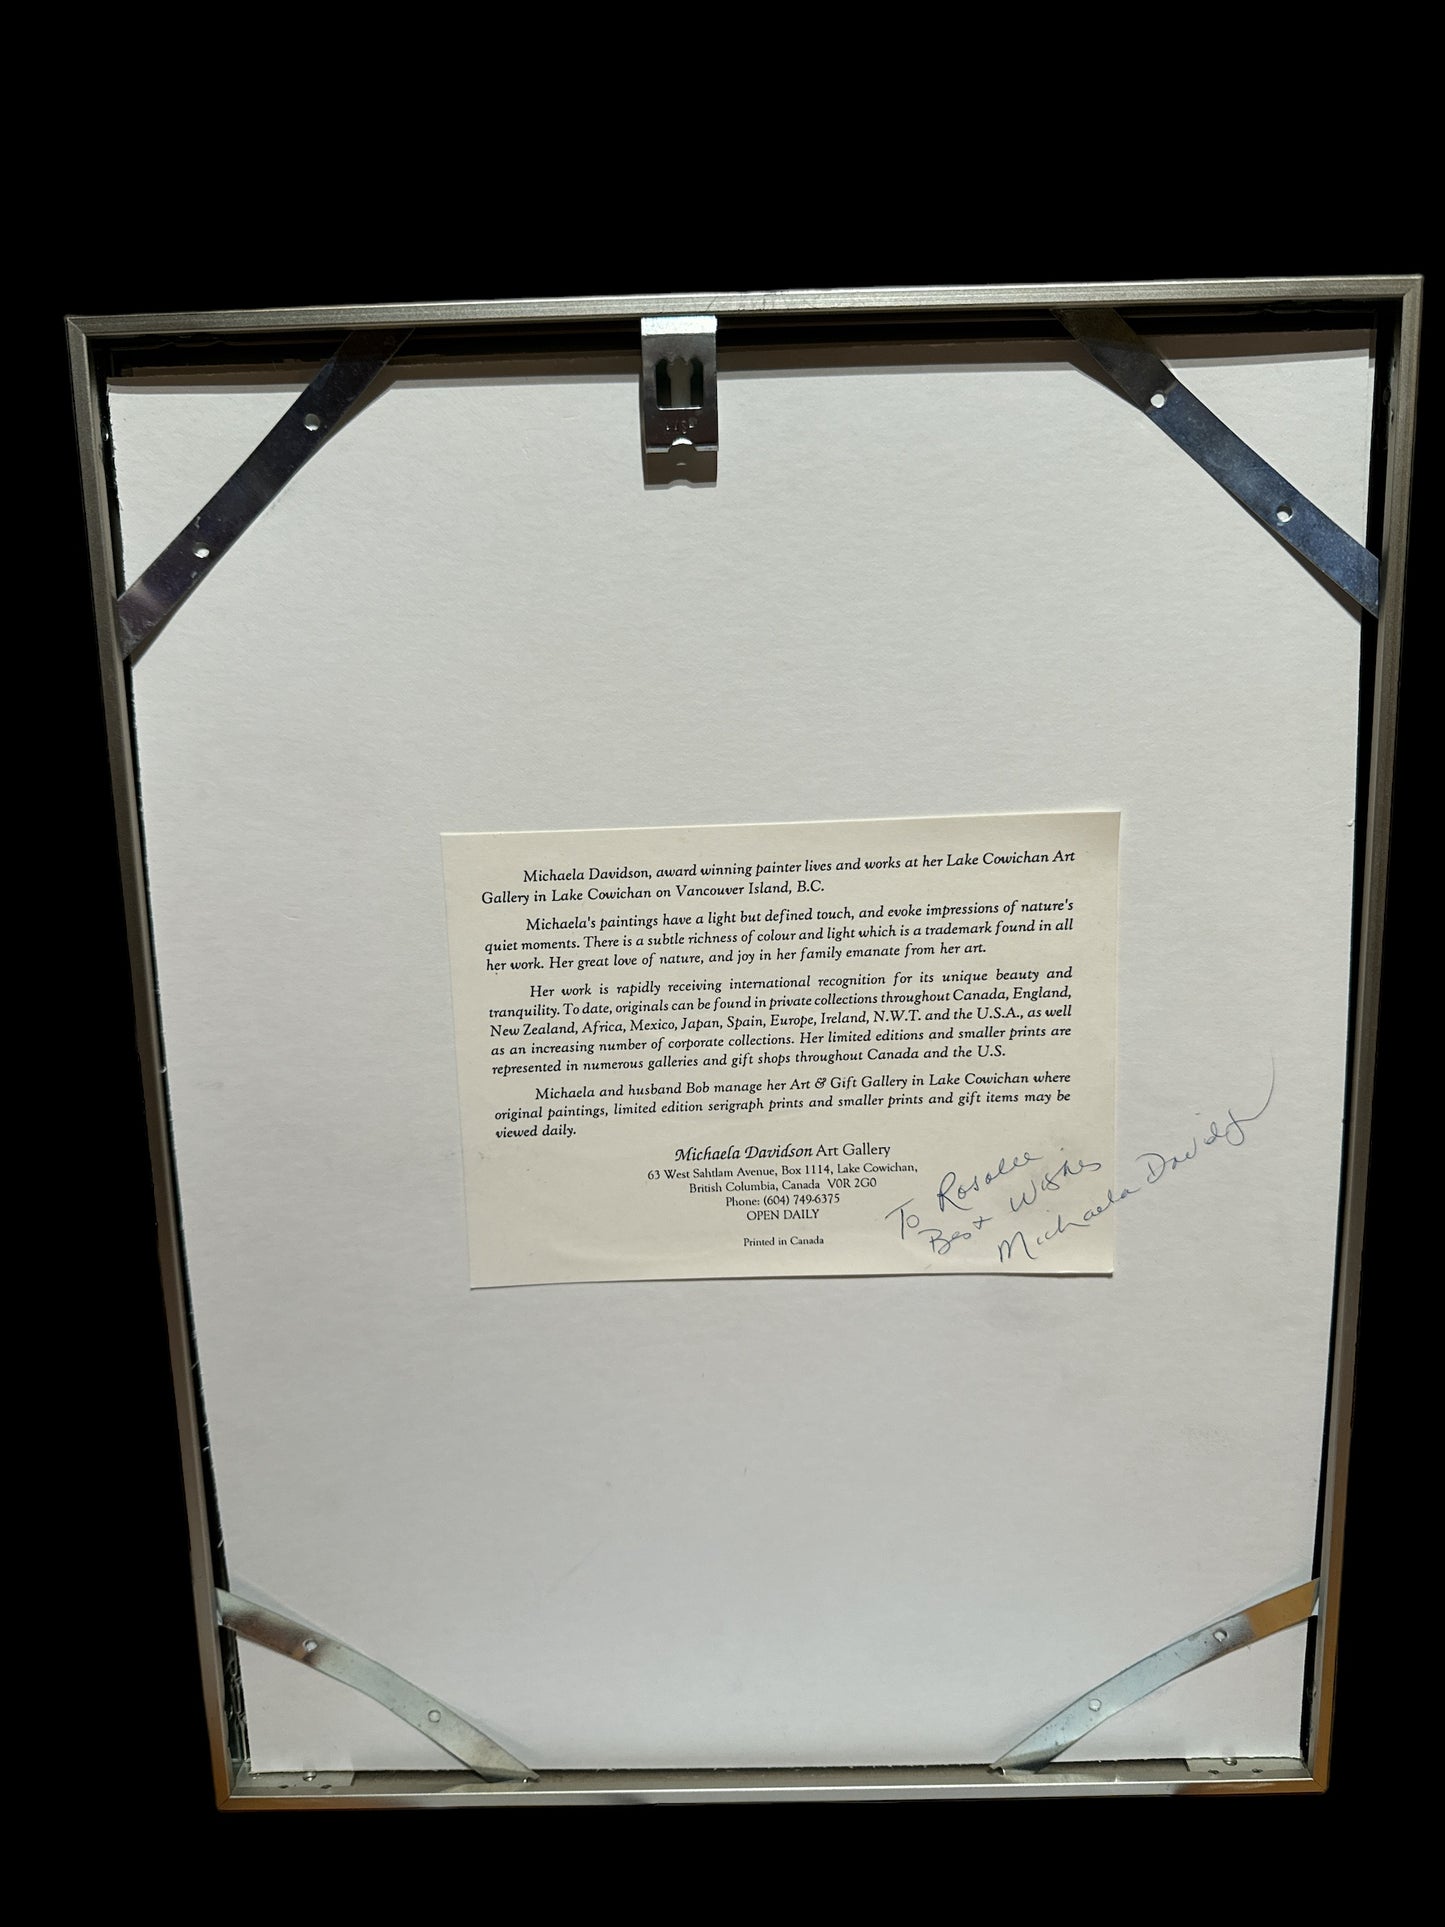 Michaela Davidson, award winning painter lives and works at her Lake Cowichan Art
Gallery in Lake Cowichan on Vancouver Island, B.C.
Michaela's paintings have a light but defined touch, and evoke impressions of nature's
quiet moments. There is a subtle richness of colour and light which is a trademark found in all
her work. Her great love of nature, and joy in her family emanate from her art.
Her work is rapidly receiving international recognition for its unique beauty and
tranquility. To date, originals can be found in private collections throughout Canada, England,
New Zealand, Africa, Mexico, Japan, Spain, Europe, Ireland, N.W.T. and the U.S.A., as well
as an increasing number of corporate collections. Her limited editions and smaller prints are
represented in numerous galleries and gift shops throughout Canada and the U.S.
Michaela and husband Bob manage her Art & Gift Gallery in Lake Cowichan where
original paintings, limited edition serigraph prints and smaller prints and gift items may be
viewed daily.
Michaela Davidson Art Gallery
63 West Sahtlam Avenue, Box 1114, Lake Cowichan,
British Columbia, Canada V0R 2G0
Phone: (604) 749-6375
OPEN DAILY
Printed in Canada
To Rosalee
Best Wishes
Michaela Davidson